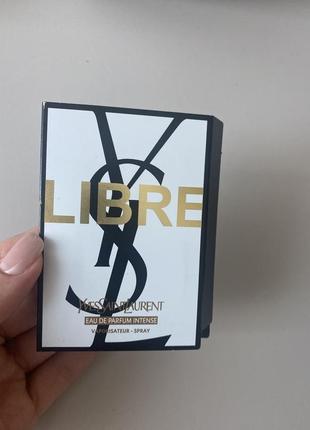 YSL
LIBRE
YVESSAINTLAURENT
EAU DE PARFUM INTENSE
VAPORISATEUR - SPRAY